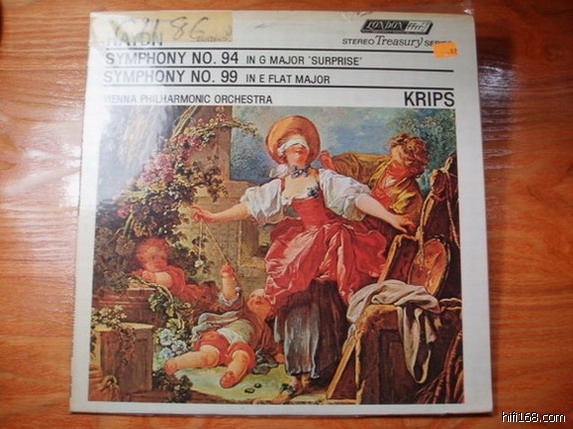 LONDON ffrr
STEREO Treasury SERIES
HAYDN
SYMPHONY NO. 94 IN G MAJOR 'SURPRISE'
SYMPHONY NO. 99 IN E FLAT MAJOR
VIENNA PHILHARMONIC ORCHESTRA
KRIPS
hifi168.com